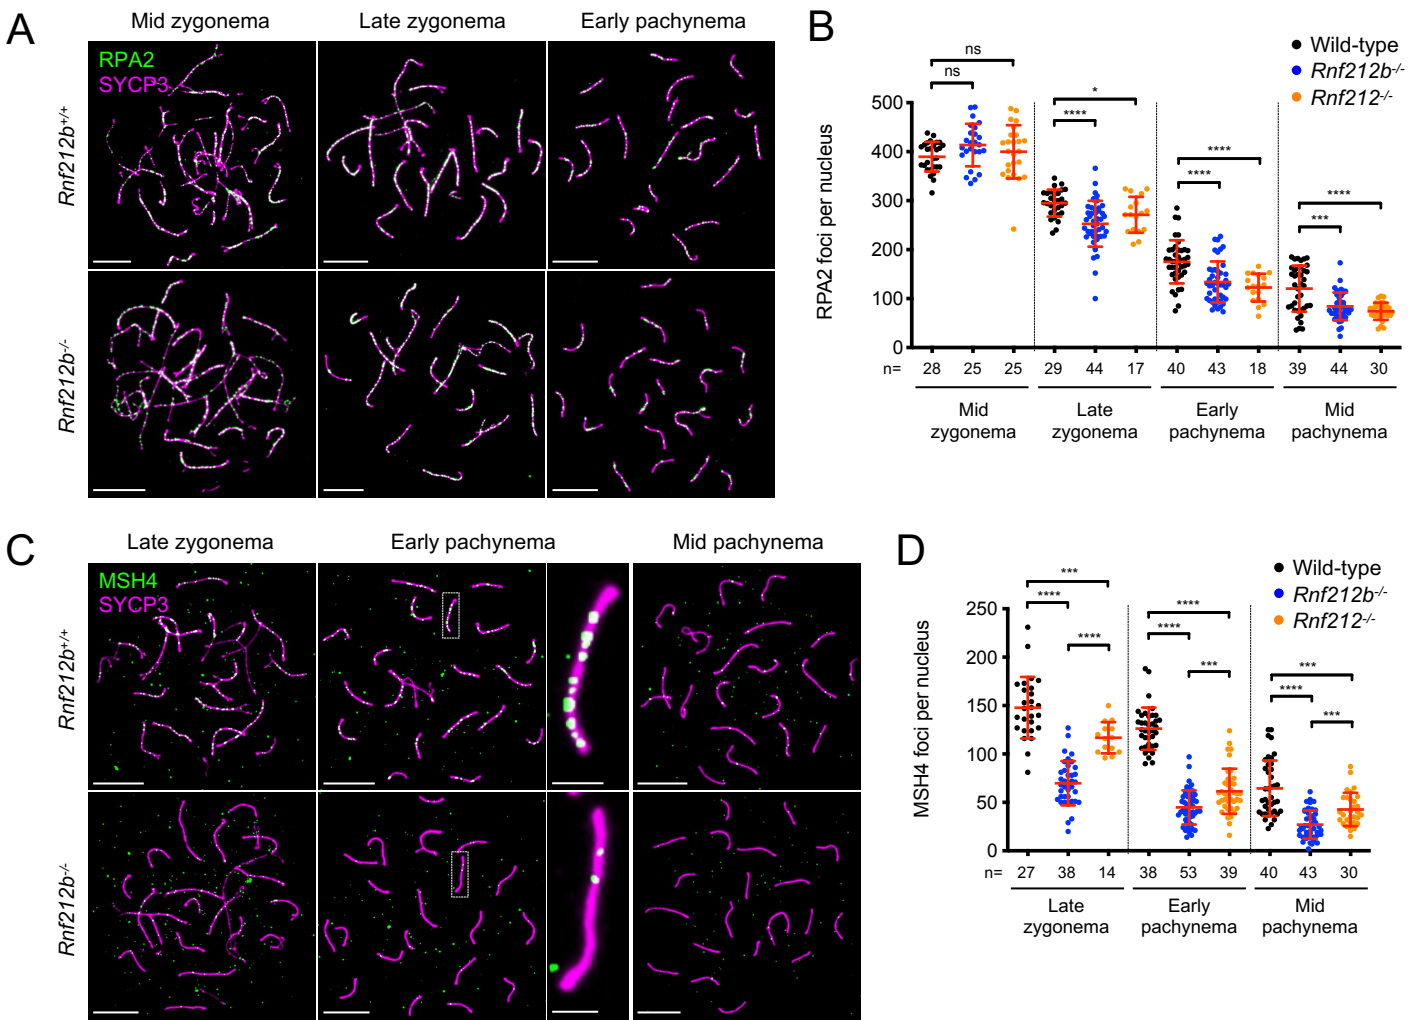 A
Mid zygonema
Late zygonema
Early pachynema
RPA2
SYCP3
Rnf212b+/+
Rnf212b-/-
B
Wild-type
Rnf212b-/-
Rnf212-/-
RPA2 foci per nucleus
500
400
300
200
100
0
ns
ns
*
****
****
****
****
***
n= 28 25 25 29 44 17 40 43 18 39 44 30
Mid zygonema
Late zygonema
Early pachynema
Mid pachynema
C
Late zygonema
Early pachynema
Mid pachynema
MSH4
SYCP3
Rnf212b+/+
Rnf212b-/-
D
Wild-type
Rnf212b-/-
Rnf212-/-
MSH4 foci per nucleus
250
200
150
100
50
0
***
****
****
****
****
***
***
****
***
n= 27 38 14 38 53 39 40 43 30
Late zygonema
Early pachynema
Mid pachynema